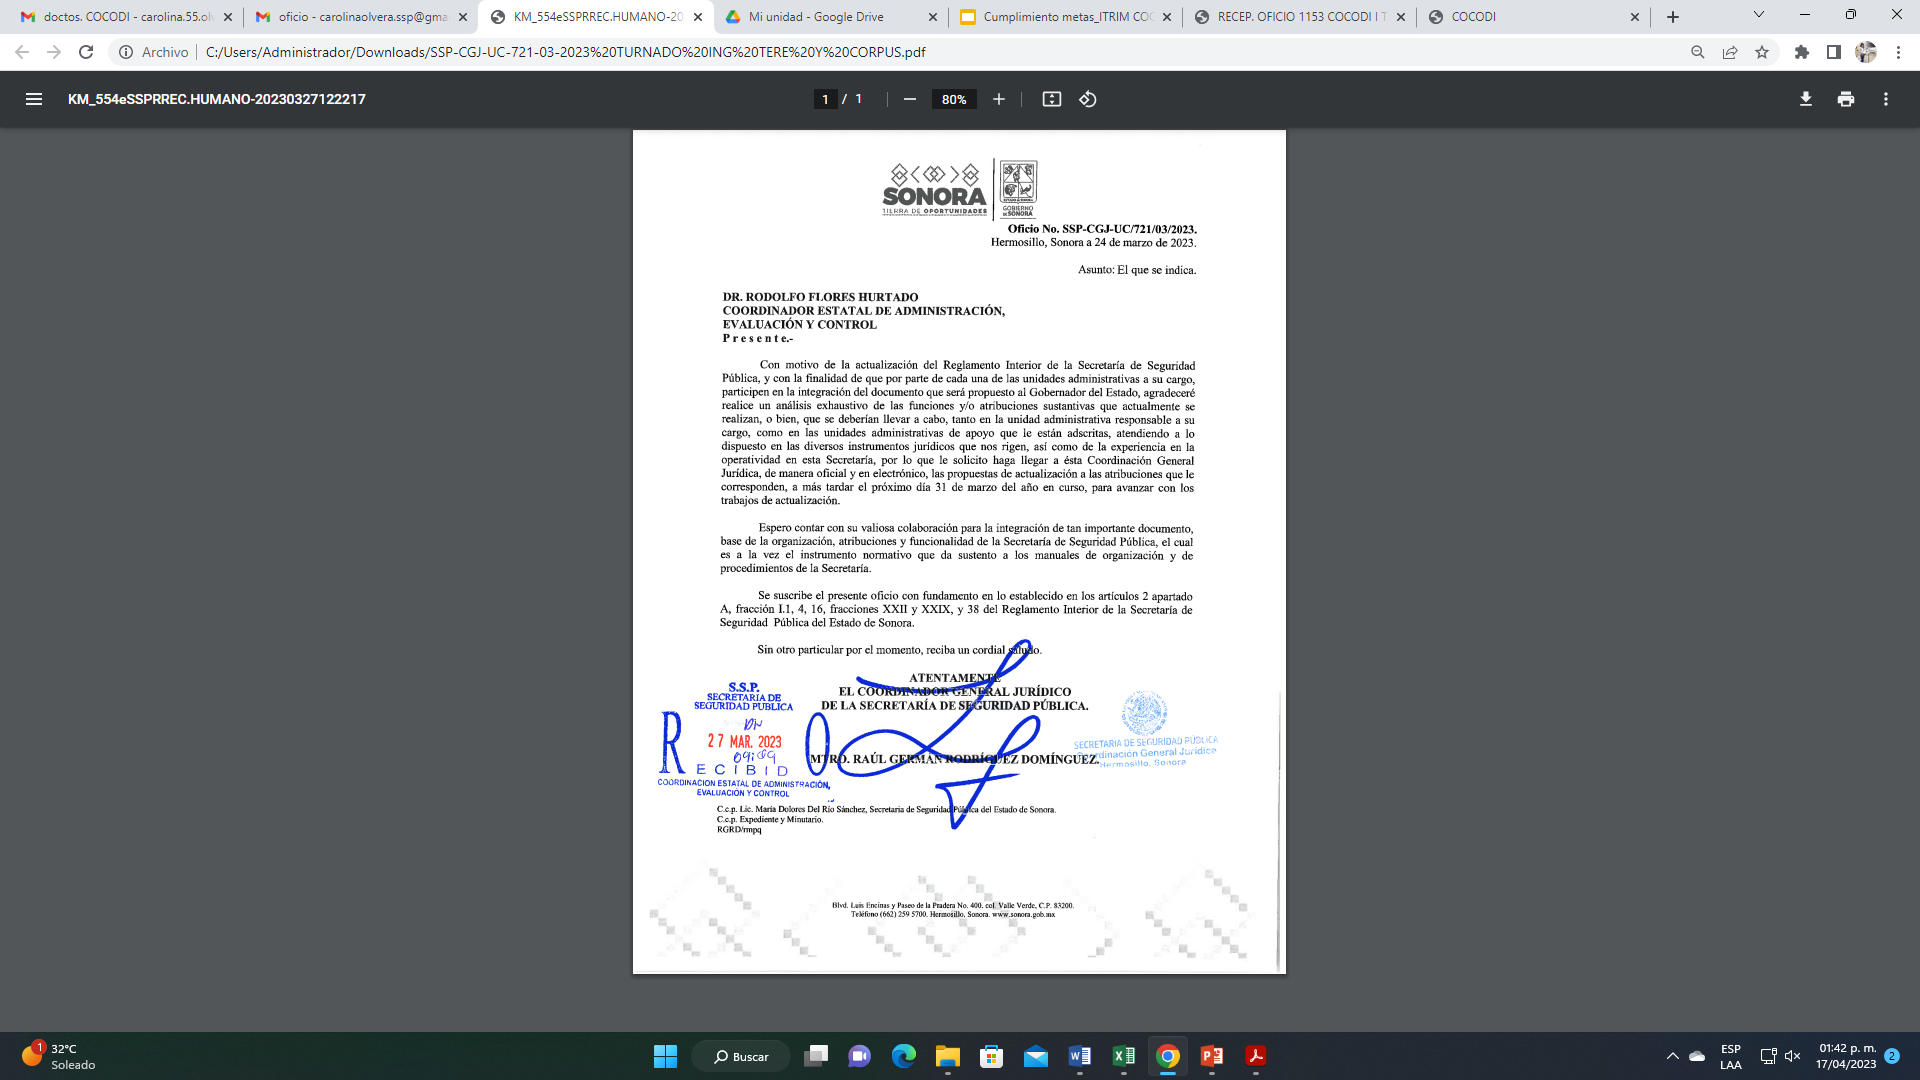 doctos. COCODI - carolina.55.ol
oficio - carolinaolvera.ssp@gma
KM_554eSSPRREC.HUMANO-20
Mi unidad - Google Drive
Cumplimiento metas_ITRIM COC
RECEP. OFICIO 1153 COCODI I T
COCODI
Archivo
C:/Users/Administrador/Downloads/SSP-CGJ-UC-721-03-2023%20TURNADO%20ING%20TERE%20Y%20CORPUS.pdf
KM_554eSSPRREC.HUMANO-20230327122217
1 / 1
80%
SONORA
TIERRA DE OPORTUNIDADES
GOBIERNO
DE SONORA
Oficio No. SSP-CGJ-UC/721/03/2023.
Hermosillo, Sonora a 24 de marzo de 2023.
Asunto: El que se indica.
DR. RODOLFO FLORES HURTADO
COORDINADOR ESTATAL DE ADMINISTRACIÓN,
EVALUACIÓN Y CONTROL
P r e s e n t e.-
Con motivo de la actualización del Reglamento Interior de la Secretaría de Seguridad
Pública, y con la finalidad de que por parte de cada una de las unidades administrativas a su cargo,
participen en la integración del documento que será propuesto al Gobernador del Estado, agradeceré
realice un análisis exhaustivo de las funciones y/o atribuciones sustantivas que actualmente se
realizan, o bien, que se deberían llevar a cabo, tanto en la unidad administrativa responsable a su
cargo, como en las unidades administrativas de apoyo que le están adscritas, atendiendo a lo
dispuesto en las diversos instrumentos jurídicos que nos rigen, así como de la experiencia en la
operatividad en esta Secretaría, por lo que le solicito haga llegar a ésta Coordinación General
Jurídica, de manera oficial y en electrónico, las propuestas de actualización a las atribuciones que le
corresponden, a más tardar el próximo día 31 de marzo del año en curso, para avanzar con los
trabajos de actualización.
Espero contar con su valiosa colaboración para la integración de tan importante documento,
base de la organización, atribuciones y funcionalidad de la Secretaría de Seguridad Pública, el cual
es a la vez el instrumento normativo que da sustento a los manuales de organización y de
procedimientos de la Secretaría.
Se suscribe el presente oficio con fundamento en lo establecido en los artículos 2 apartado
A, fracción I.1, 4, 16, fracciones XXII y XXIX, y 38 del Reglamento Interior de la Secretaría de
Seguridad Pública del Estado de Sonora.
Sin otro particular por el momento, reciba un cordial saludo.
ATENTAMENTE
EL COORDINADOR GENERAL JURÍDICO
DE LA SECRETARÍA DE SEGURIDAD PÚBLICA.
MTRO. RAÚL GERMÁN RODRÍGUEZ DOMÍNGUEZ.
S.S.P.
SECRETARIA DE
SEGURIDAD PUBLICA
27 MAR. 2023
RECIBIDO
COORDINACION ESTATAL DE ADMINISTRACIÓN,
EVALUACIÓN Y CONTROL
SECRETARIA DE SEGURIDAD PÚBLICA
Coordinación General Jurídico
Hermosillo, Sonora
C.c.p. Lic. María Dolores Del Río Sánchez, Secretaria de Seguridad Pública del Estado de Sonora.
C.c.p. Expediente y Minutario.
RGRD/rmpq
Blvd. Luis Encinas y Paseo de la Pradera No. 400. col. Valle Verde, C.P. 83200.
Teléfono (662) 259 5700. Hermosillo, Sonora. www.sonora.gob.mx
1
32°C
Soleado
Buscar
ESP
LAA
01:42 p. m.
17/04/2023
2